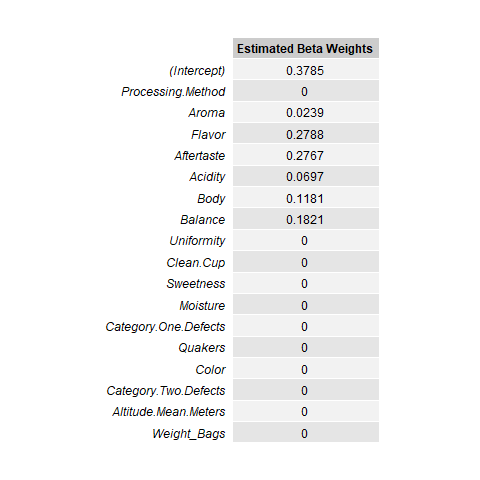 Estimated Beta Weights
(Intercept) 0.3785
Processing.Method 0
Aroma 0.0239
Flavor 0.2788
Aftertaste 0.2767
Acidity 0.0697
Body 0.1181
Balance 0.1821
Uniformity 0
Clean.Cup 0
Sweetness 0
Moisture 0
Category.One.Defects 0
Quakers 0
Color 0
Category.Two.Defects 0
Altitude.Mean.Meters 0
Weight_Bags 0